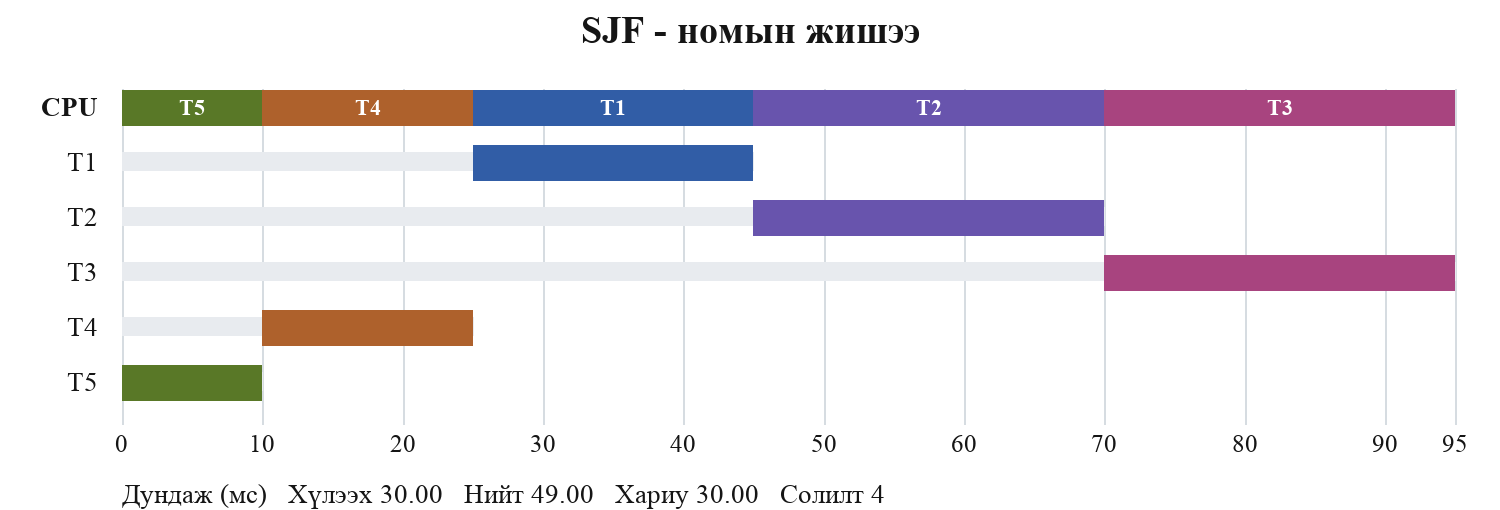 SJF - номын жишээ
CPU T5 T4 T1 T2 T3
T1
T2
T3
T4
T5
0 10 20 30 40 50 60 70 80 90 95
Дундаж (мс) Хүлээх 30.00 Нийт 49.00 Хариу 30.00 Солилт 4